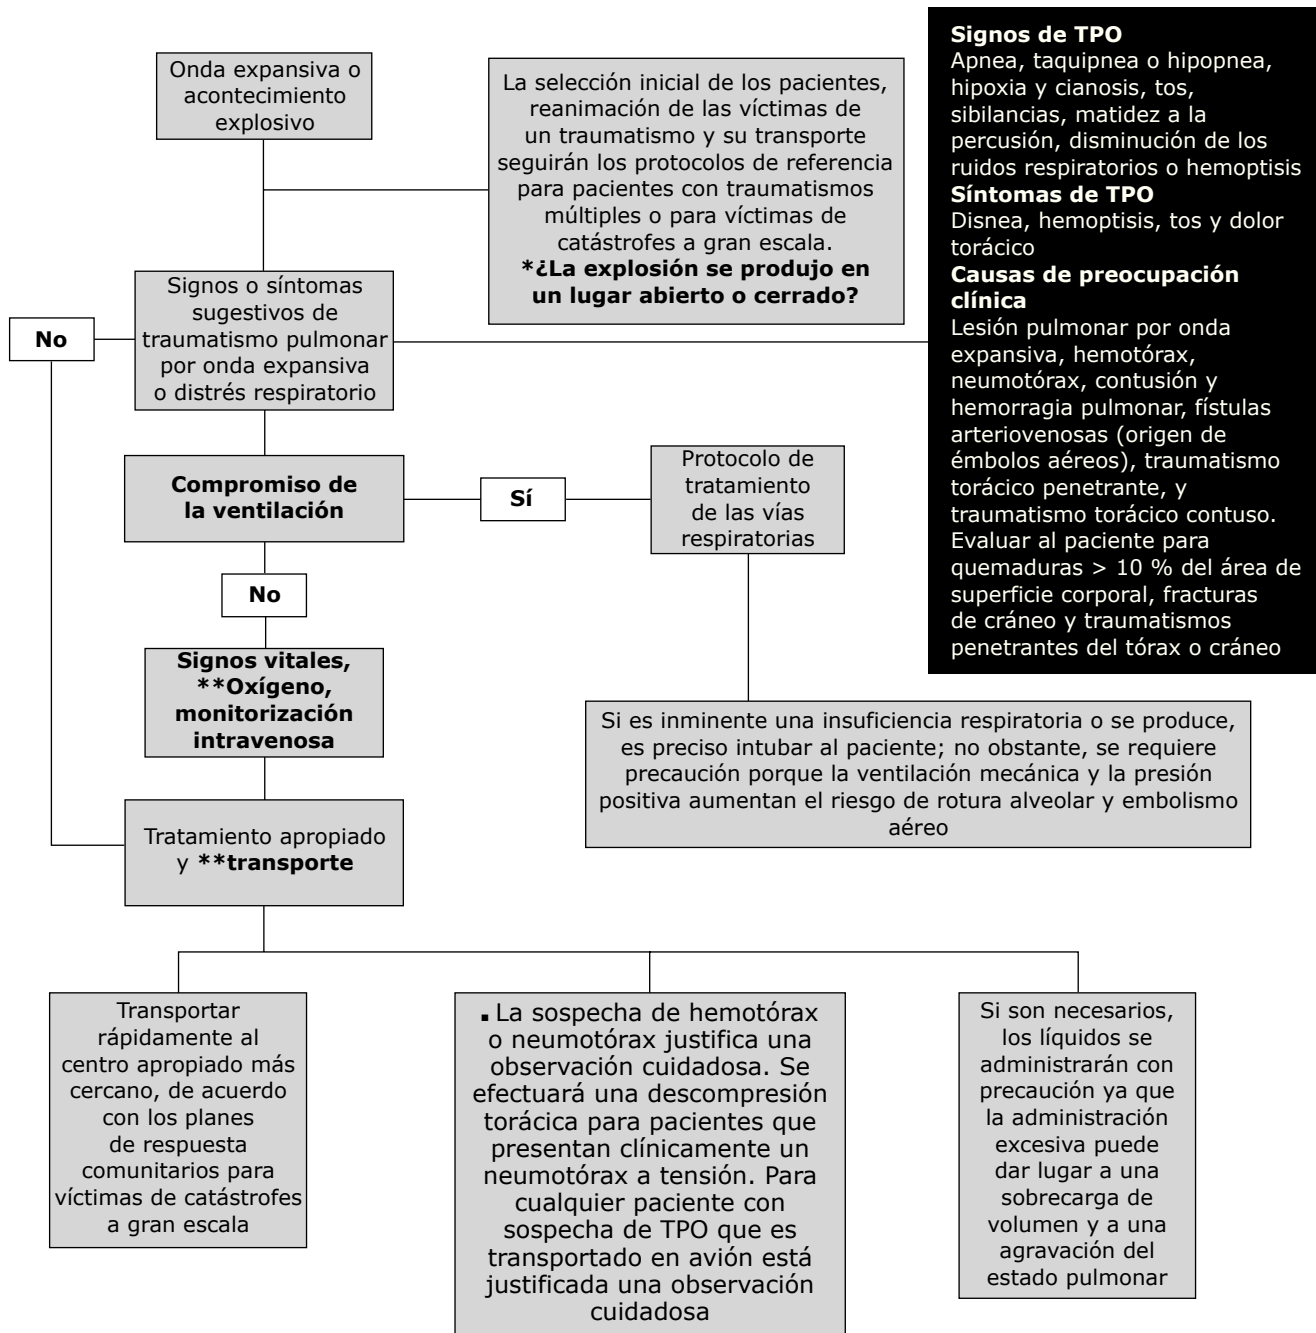 Onda expansiva o
acontecimiento
explosivo
La selección inicial de los pacientes,
reanimación de las víctimas de
un traumatismo y su transporte
seguirán los protocolos de referencia
para pacientes con traumatismos
múltiples o para víctimas de
catástrofes a gran escala.
*¿La explosión se produjo en
un lugar abierto o cerrado?
Signos de TPO
Apnea, taquipnea o hipopnea,
hipoxia y cianosis, tos,
sibilancias, matidez a la
percusión, disminución de los
ruidos respiratorios o hemoptisis
Síntomas de TPO
Disnea, hemoptisis, tos y dolor
torácico
Causas de preocupación
clínica
Lesión pulmonar por onda
expansiva, hemotórax,
neumotórax, contusión y
hemorragia pulmonar, fístulas
arteriovenosas (origen de
émbolos aéreos), traumatismo
torácico penetrante, y
traumatismo torácico contuso.
Evaluar al paciente para
quemaduras > 10 % del área de
superficie corporal, fracturas
de cráneo y traumatismos
penetrantes del tórax o cráneo
No
Signos o síntomas
sugestivos de
traumatismo pulmonar
por onda expansiva
o distrés respiratorio
Compromiso de
la ventilación
Sí
Protocolo de
tratamiento
de las vías
respiratorias
No
Signos vitales,
**Oxígeno,
monitorización
intravenosa
Si es inminente una insuficiencia respiratoria o se produce,
es preciso intubar al paciente; no obstante, se requiere
precaución porque la ventilación mecánica y la presión
positiva aumentan el riesgo de rotura alveolar y embolismo
aéreo
Tratamiento apropiado
y **transporte
Transportar
rápidamente al
centro apropiado más
cercano, de acuerdo
con los planes
de respuesta
comunitarios para
víctimas de catástrofes
a gran escala
▪ La sospecha de hemotórax
o neumotórax justifica una
observación cuidadosa. Se
efectuará una descompresión
torácica para pacientes que
presentan clínicamente un
neumotórax a tensión. Para
cualquier paciente con
sospecha de TPO que es
transportado en avión está
justificada una observación
cuidadosa
Si son necesarios,
los líquidos se
administrarán con
precaución ya que
la administración
excesiva puede
dar lugar a una
sobrecarga de
volumen y a una
agravación del
estado pulmonar